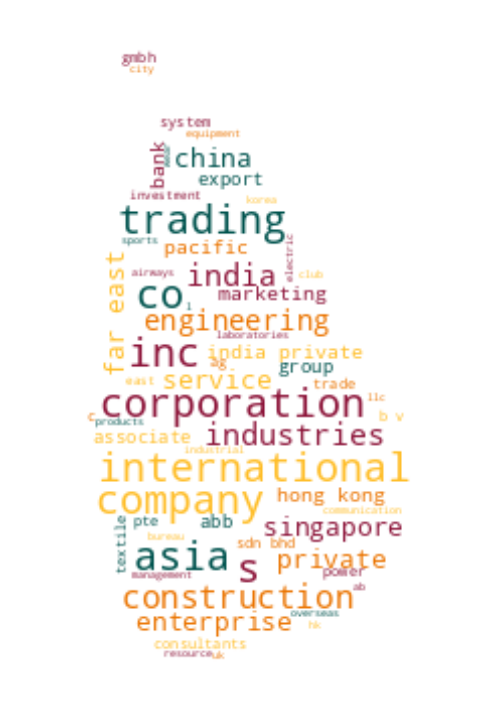 gmbh
city
system
equipment
bank
china
export
investment
korea
trading
sports
pacific
electric
far east
airways
india
club
co
marketing
l
engineering
laboratories
inc
india private
ag
group
east
service
trade
corporation
llc
c
products
b v
associate
industries
industrial
international
company
hong kong
communication
textile
pte
abb
singapore
bureau
sdn bhd
asia
s
private
management
power
ab
construction
overseas
enterprise
hk
consultants
resource
uk